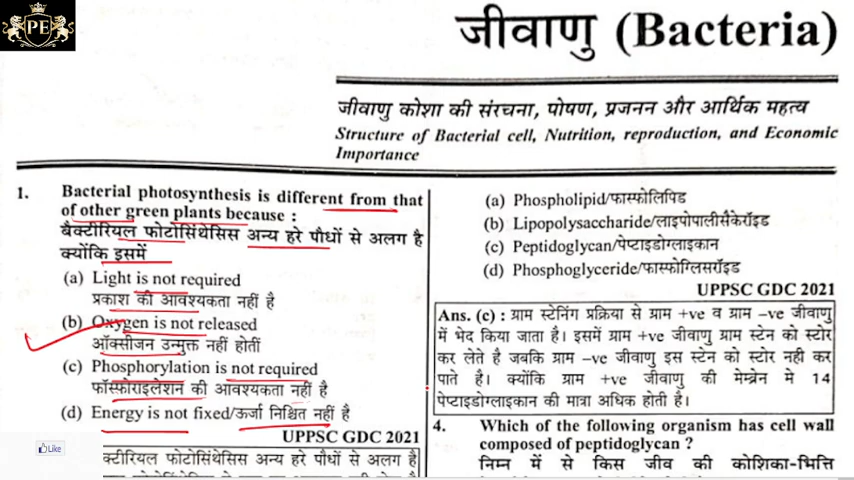 PE
जीवाणु (Bacteria)
जीवाणु कोशा की संरचना, पोषण, प्रजनन और आर्थिक महत्व
Structure of Bacterial cell, Nutrition, reproduction, and Economic
Importance
1. Bacterial photosynthesis is different from that
of other green plants because :
बैक्टीरियल फोटोसिंथेसिस अन्य हरे पौधों से अलग है
क्योंकि इसमें
(a) Light is not required
प्रकाश की आवश्यकता नहीं है
(b) Oxygen is not released
ऑक्सीजन उन्मुक्त नहीं होतीं
(c) Phosphorylation is not required
फॉस्फोराइलेशन की आवश्यकता नहीं है
(d) Energy is not fixed/ऊर्जा निश्चित नहीं है
UPPSC GDC 2021
क्टीरियल फोटोसिंथेसिस अन्य हरे पौधों से अलग है
Like
(a) Phospholipid/फास्फोलिपिड
(b) Lipopolysaccharide/लाइपोपालीसैकेरॉइड
(c) Peptidoglycan/पेप्टाइडोग्लाइकान
(d) Phosphoglyceride/फास्फोग्लिसरॉइड
UPPSC GDC 2021
Ans. (c) : ग्राम स्टेनिंग प्रक्रिया से ग्राम +ve व ग्राम –ve जीवाणु
में भेद किया जाता है। इसमें ग्राम +ve जीवाणु ग्राम स्टेन को स्टोर
कर लेते है जबकि ग्राम –ve जीवाणु इस स्टेन को स्टोर नही कर
पाते है। क्योंकि ग्राम +ve जीवाणु की मेम्ब्रेन मे 14
पेप्टाइडोग्लाइकान की मात्रा अधिक होती है।
4. Which of the following organism has cell wall
composed of peptidoglycan ?
निम्न में से किस जीव की कोशिका-भित्ति